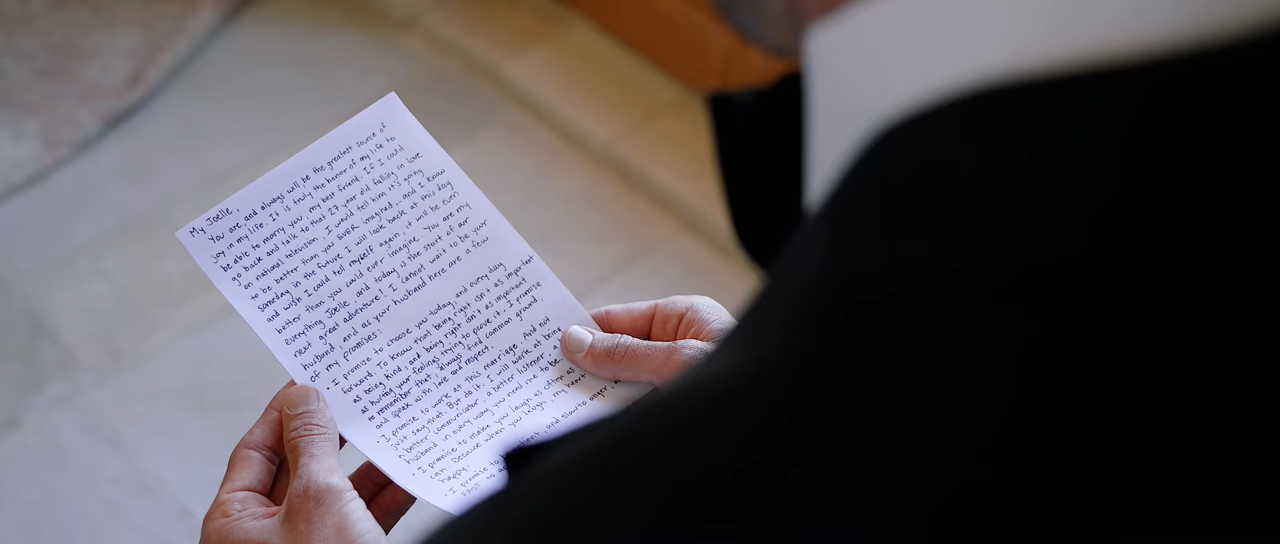 My Joelle,
You are and always will be the greatest source of
joy in my life. It is truly the honor of my life to
be able to marry you, my best friend. If I could
go back and talk to that 27 year old falling in love
on national television, I would tell him it's going
to be better than you EVER imagined – and I know
someday in the future I will look back at this day
and wish I could tell myself again, it will be even
better than you could ever imagine. You are my
everything Joelle, and today is the start of our
next great adventure! I cannot wait to be your
husband, and as your husband here are a few
of my promises:
• I promise to choose you today, and every day
forward. To know that being right isn't as important
as being kind, and being right isn't as important
as hurting your feelings trying to prove it. I promise
to remember that, always find common ground,
and speak with love and respect.
• I promise to work at this marriage. And not
just say that. But do it. I will work at being
a better communicator, a better listener, a
husband in every way you need me to be.
• I promise to make you laugh as often as
can. Because when you laugh, my heart
happy.
• I promise to patient, and slow to anger,
FAST to